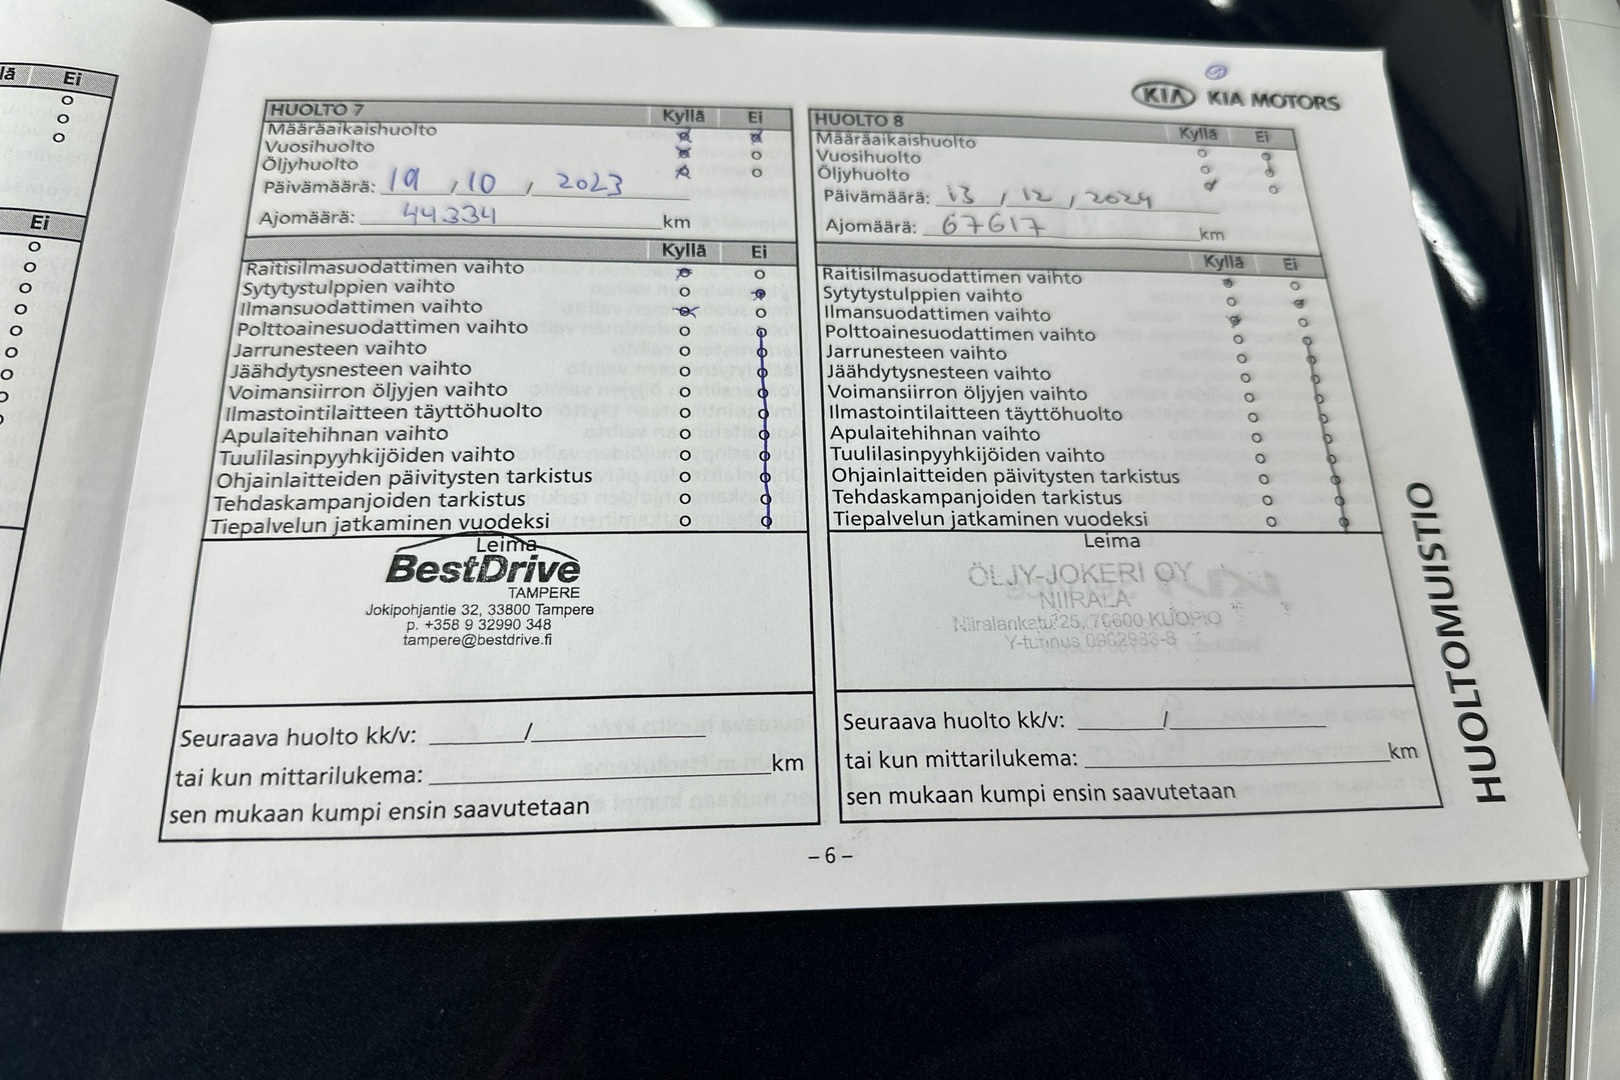 lä Ei
Ei
KIA KIA MOTORS
HUOLTO 7 Kyllä Ei
Määräaikaishuolto
Vuosihuolto
Öljyhuolto
Päivämäärä: 19 , 10 , 2023
Ajomäärä: 44334 km
Kyllä Ei
Raitisilmasuodattimen vaihto
Sytytystulppien vaihto
Ilmansuodattimen vaihto
Polttoainesuodattimen vaihto
Jarrunesteen vaihto
Jäähdytysnesteen vaihto
Voimansiirron öljyjen vaihto
Ilmastointilaitteen täyttöhuolto
Apulaitehihnan vaihto
Tuulilasinpyyhkijöiden vaihto
Ohjainlaitteiden päivitysten tarkistus
Tehdaskampanjoiden tarkistus
Tiepalvelun jatkaminen vuodeksi
Leima
BestDrive
TAMPERE
Jokipohjantie 32, 33800 Tampere
p. +358 9 32990 348
tampere@bestdrive.fi
Seuraava huolto kk/v: /
tai kun mittarilukema: km
sen mukaan kumpi ensin saavutetaan
HUOLTO 8 Kyllä Ei
Määräaikaishuolto
Vuosihuolto
Öljyhuolto
Päivämäärä: 13 , 12 , 2024
Ajomäärä: 67617 km
Kyllä Ei
Raitisilmasuodattimen vaihto
Sytytystulppien vaihto
Ilmansuodattimen vaihto
Polttoainesuodattimen vaihto
Jarrunesteen vaihto
Jäähdytysnesteen vaihto
Voimansiirron öljyjen vaihto
Ilmastointilaitteen täyttöhuolto
Apulaitehihnan vaihto
Tuulilasinpyyhkijöiden vaihto
Ohjainlaitteiden päivitysten tarkistus
Tehdaskampanjoiden tarkistus
Tiepalvelun jatkaminen vuodeksi
Leima
ÖLJY-JOKERI OY
NIIRALA
Niiralankatu 25, 70600 KUOPIO
Y-tunnus
Seuraava huolto kk/v: /
tai kun mittarilukema: km
sen mukaan kumpi ensin saavutetaan
HUOLTOMUISTIO
– 6 –